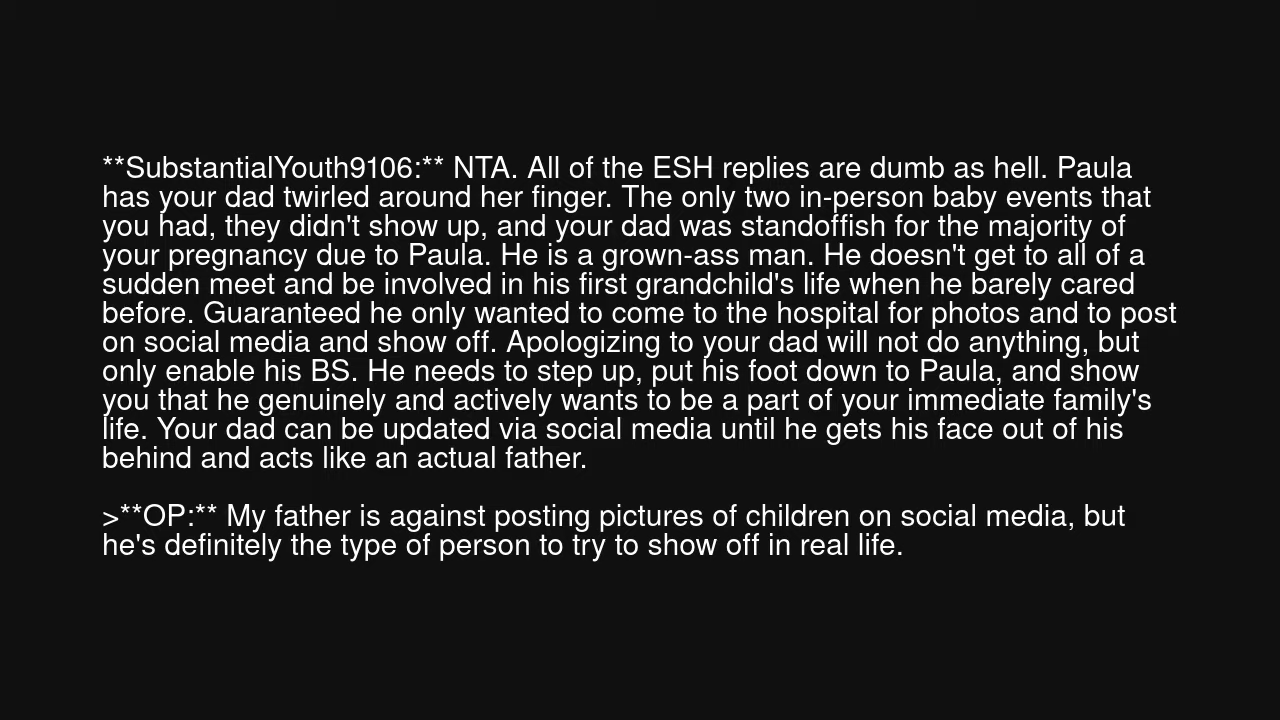 **SubstantialYouth9106:** NTA. All of the ESH replies are dumb as hell. Paula
has your dad twirled around her finger. The only two in-person baby events that
you had, they didn't show up, and your dad was standoffish for the majority of
your pregnancy due to Paula. He is a grown-ass man. He doesn't get to all of a
sudden meet and be involved in his first grandchild's life when he barely cared
before. Guaranteed he only wanted to come to the hospital for photos and to post
on social media and show off. Apologizing to your dad will not do anything, but
only enable his BS. He needs to step up, put his foot down to Paula, and show
you that he genuinely and actively wants to be a part of your immediate family's
life. Your dad can be updated via social media until he gets his face out of his
behind and acts like an actual father.

>**OP:** My father is against posting pictures of children on social media, but
he's definitely the type of person to try to show off in real life.